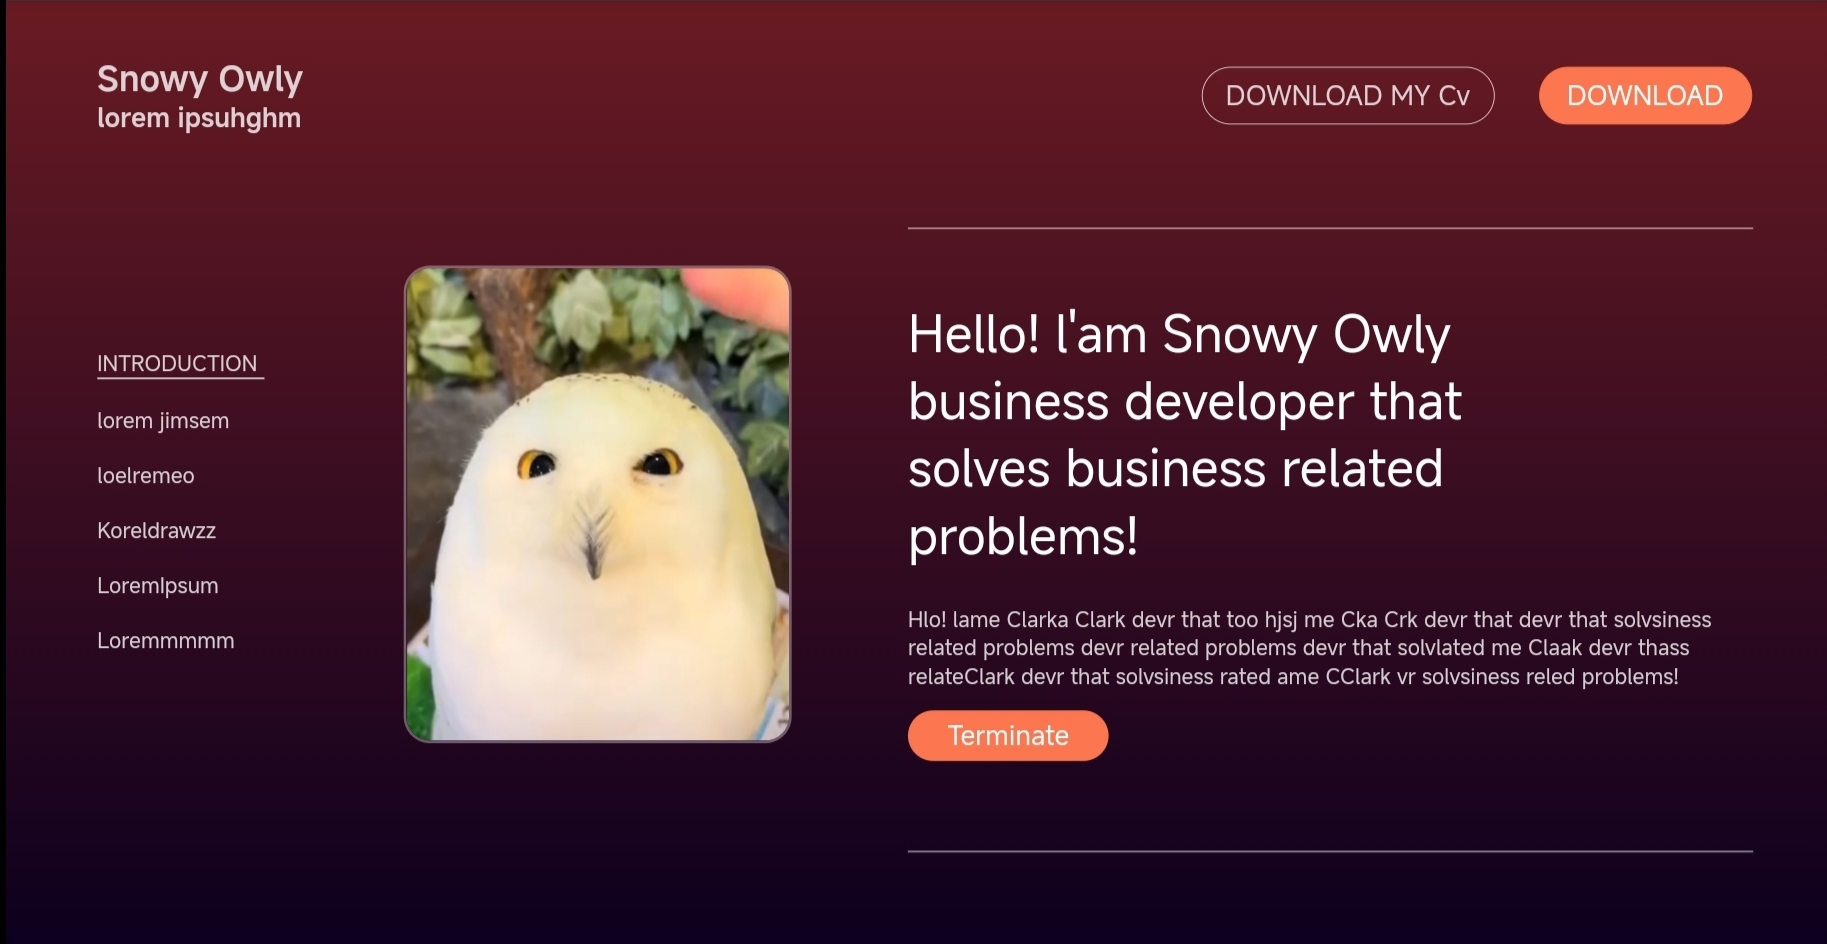 Snowy Owly
lorem ipsuhghm
DOWNLOAD MY Cv
DOWNLOAD
INTRODUCTION
lorem jimsem
loelremeo
Koreldrawzz
LoremIpsum
Loremmmmm
Hello! I'am Snowy Owly
business developer that
solves business related
problems!
Hlo! Iame Clarka Clark devr that too hjsj me Cka Crk devr that devr that solvsiness
related problems devr related problems devr that solvlated me Claak devr thass
relateClark devr that solvsiness rated ame CClark vr solvsiness reled problems!
Terminate